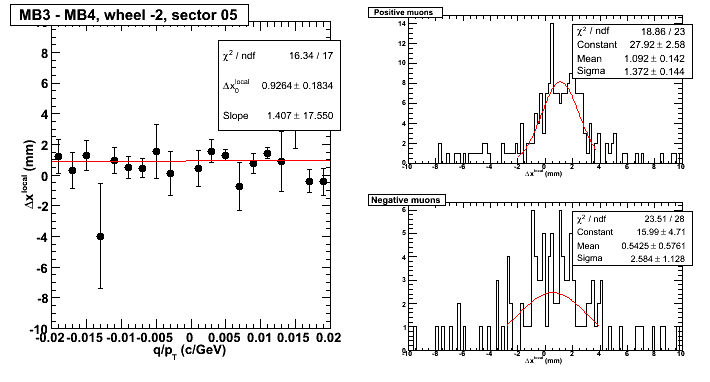 MB3 - MB4, wheel -2, sector 05
χ² / ndf 16.34 / 17
Δx₀^local 0.9264 ± 0.1834
Slope 1.407 ± 17.550
Δx^local (mm)
8
6
4
2
0
-2
-4
-6
-8
-10
-0.02 -0.015 -0.01 -0.005 0 0.005 0.01 0.015 0.02
q/p_T (c/GeV)
Positive muons
χ² / ndf 18.86 / 23
Constant 27.92 ± 2.58
Mean 1.092 ± 0.142
Sigma 1.372 ± 0.144
14
12
10
8
6
4
2
0
-10 -8 -6 -4 -2 0 2 4 6 8 10
Δx^local (mm)
Negative muons
χ² / ndf 23.51 / 28
Constant 15.99 ± 4.71
Mean 0.5425 ± 0.5761
Sigma 2.584 ± 1.128
6
5
4
3
2
1
0
-10 -8 -6 -4 -2 0 2 4 6 8 10
Δx^local (mm)